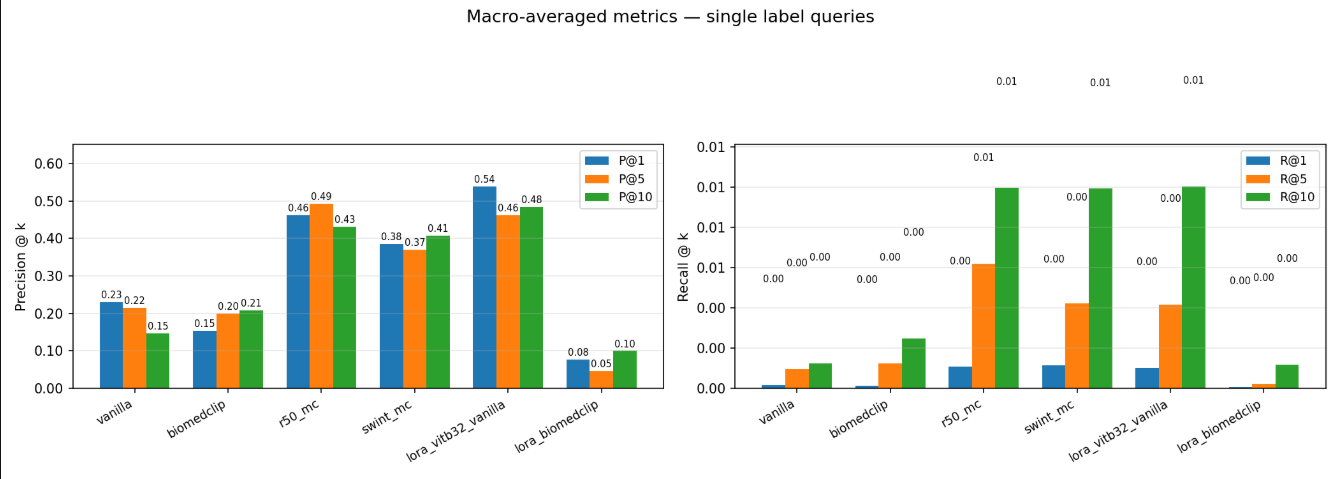 Macro-averaged metrics — single label queries
Precision @ k
0.60
0.50
0.40
0.30
0.20
0.10
0.00
P@1
P@5
P@10
0.23
0.22
0.15
0.15
0.20
0.21
0.46
0.49
0.43
0.38
0.37
0.41
0.54
0.46
0.48
0.08
0.05
0.10
vanilla
biomedclip
r50_mc
swint_mc
lora_vitb32_vanilla
lora_biomedclip
Recall @ k
0.01
0.01
0.01
0.01
0.00
0.00
0.00
R@1
R@5
R@10
0.00
0.00
0.00
0.00
0.00
0.00
0.00
0.01
0.01
0.00
0.00
0.01
0.00
0.00
0.01
0.00
0.00
0.00
vanilla
biomedclip
r50_mc
swint_mc
lora_vitb32_vanilla
lora_biomedclip